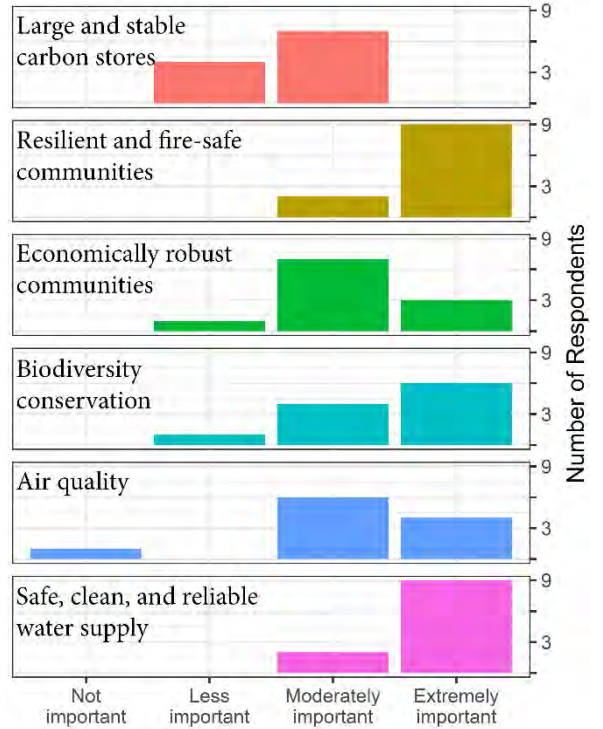 Large and stable
carbon stores
9
3
Resilient and fire-safe
communities
9
3
Economically robust
communities
9
3
Biodiversity
conservation
9
3
Air quality
9
3
Safe, clean, and reliable
water supply
9
3
Number of Respondents
Not
important
Less
important
Moderately
important
Extremely
important